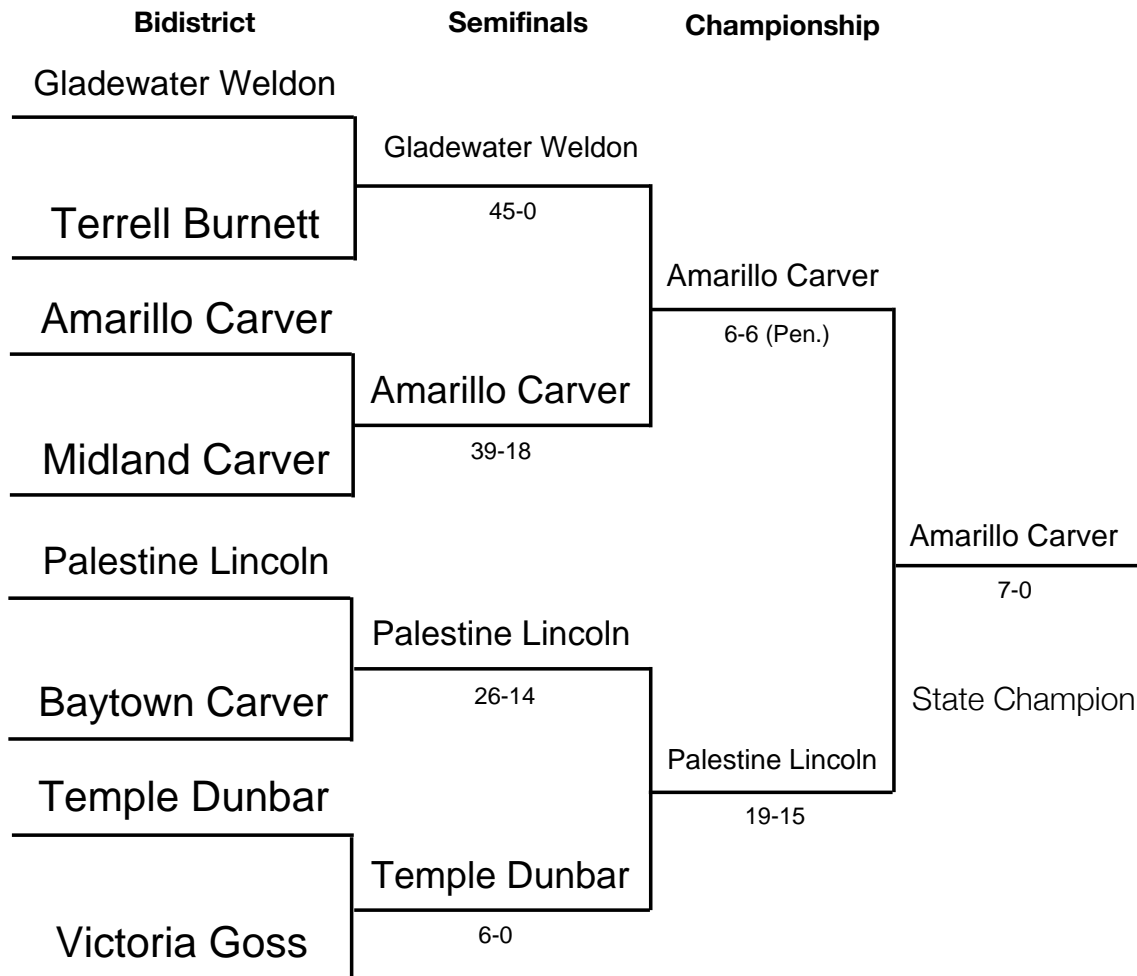 Bidistrict Semifinals Championship
Gladewater Weldon
Gladewater Weldon
45-0
Terrell Burnett
Amarillo Carver
6-6 (Pen.)
Amarillo Carver
Amarillo Carver
39-18
Midland Carver
Amarillo Carver
7-0
Palestine Lincoln
Palestine Lincoln
26-14
Baytown Carver
State Champion
Palestine Lincoln
19-15
Temple Dunbar
Temple Dunbar
6-0
Victoria Goss